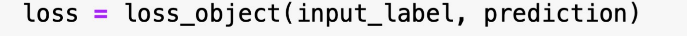 loss = loss_object(input_label, prediction)